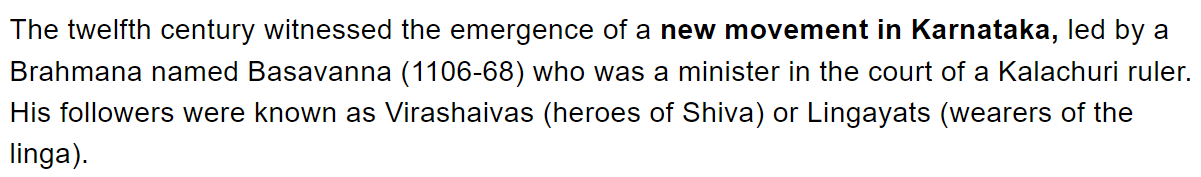 The twelfth century witnessed the emergence of a new movement in Karnataka, led by a
Brahmana named Basavanna (1106-68) who was a minister in the court of a Kalachuri ruler.
His followers were known as Virashaivas (heroes of Shiva) or Lingayats (wearers of the
linga).